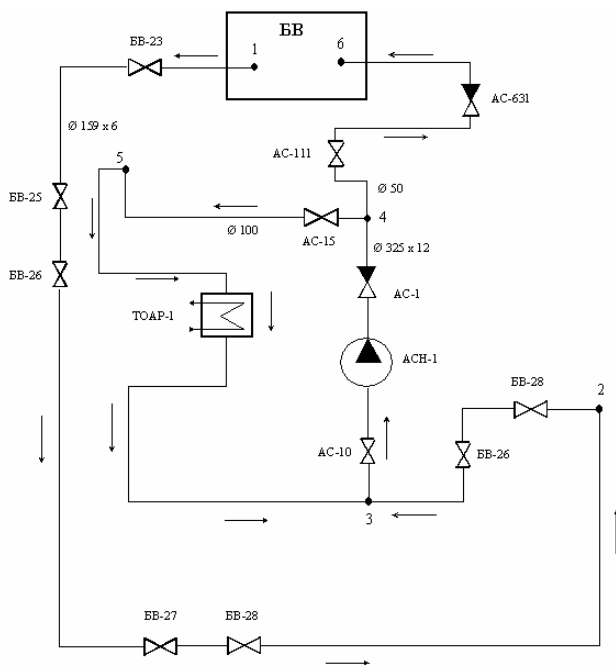 БВ-23
БВ
1
6
АС-631
Ø 159 x 6
АС-111
5
Ø 50
БВ-25
4
Ø 100
АС-15
Ø 325 x 12
БВ-26
АС-1
ТОАР-1
АСН-1
БВ-28
2
АС-10
БВ-26
3
БВ-27
БВ-28